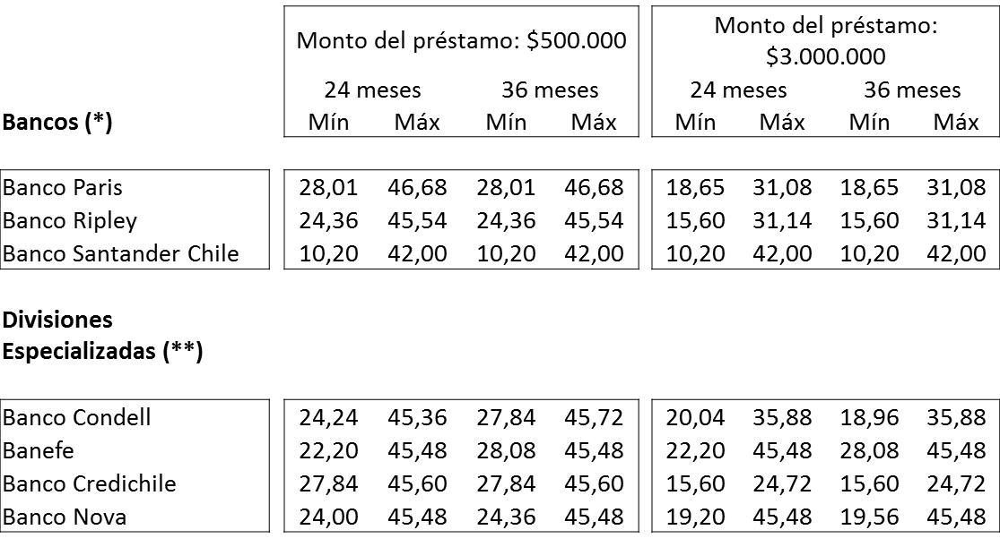 Monto del préstamo: $500.000 Monto del préstamo:
$3.000.000
24 meses 36 meses 24 meses 36 meses
Bancos (*) Mín Máx Mín Máx Mín Máx Mín Máx
Banco Paris 28,01 46,68 28,01 46,68 18,65 31,08 18,65 31,08
Banco Ripley 24,36 45,54 24,36 45,54 15,60 31,14 15,60 31,14
Banco Santander Chile 10,20 42,00 10,20 42,00 10,20 42,00 10,20 42,00
Divisiones
Especializadas (**)
Banco Condell 24,24 45,36 27,84 45,72 20,04 35,88 18,96 35,88
Banefe 22,20 45,48 28,08 45,48 22,20 45,48 28,08 45,48
Banco Credichile 27,84 45,60 27,84 45,60 15,60 24,72 15,60 24,72
Banco Nova 24,00 45,48 24,36 45,48 19,20 45,48 19,56 45,48